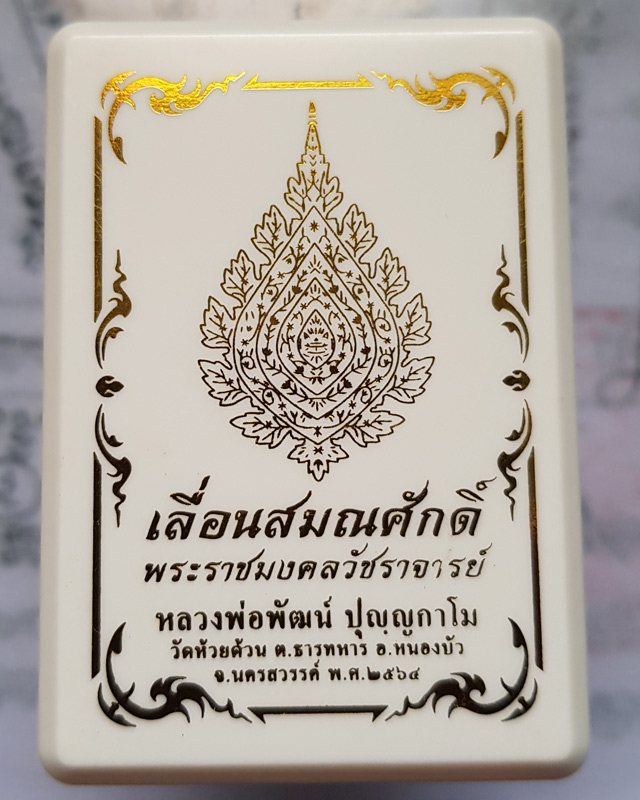 เลื่อนสมณศักดิ์
พระราชมงคลวัชราจารย์
หลวงพ่อพัฒน์ ปุญฺญกาโม
วัดห้วยด้วน ต.ธารทหาร อ.หนองบัว
จ.นครสวรรค์ พ.ศ.๒๕๖๔